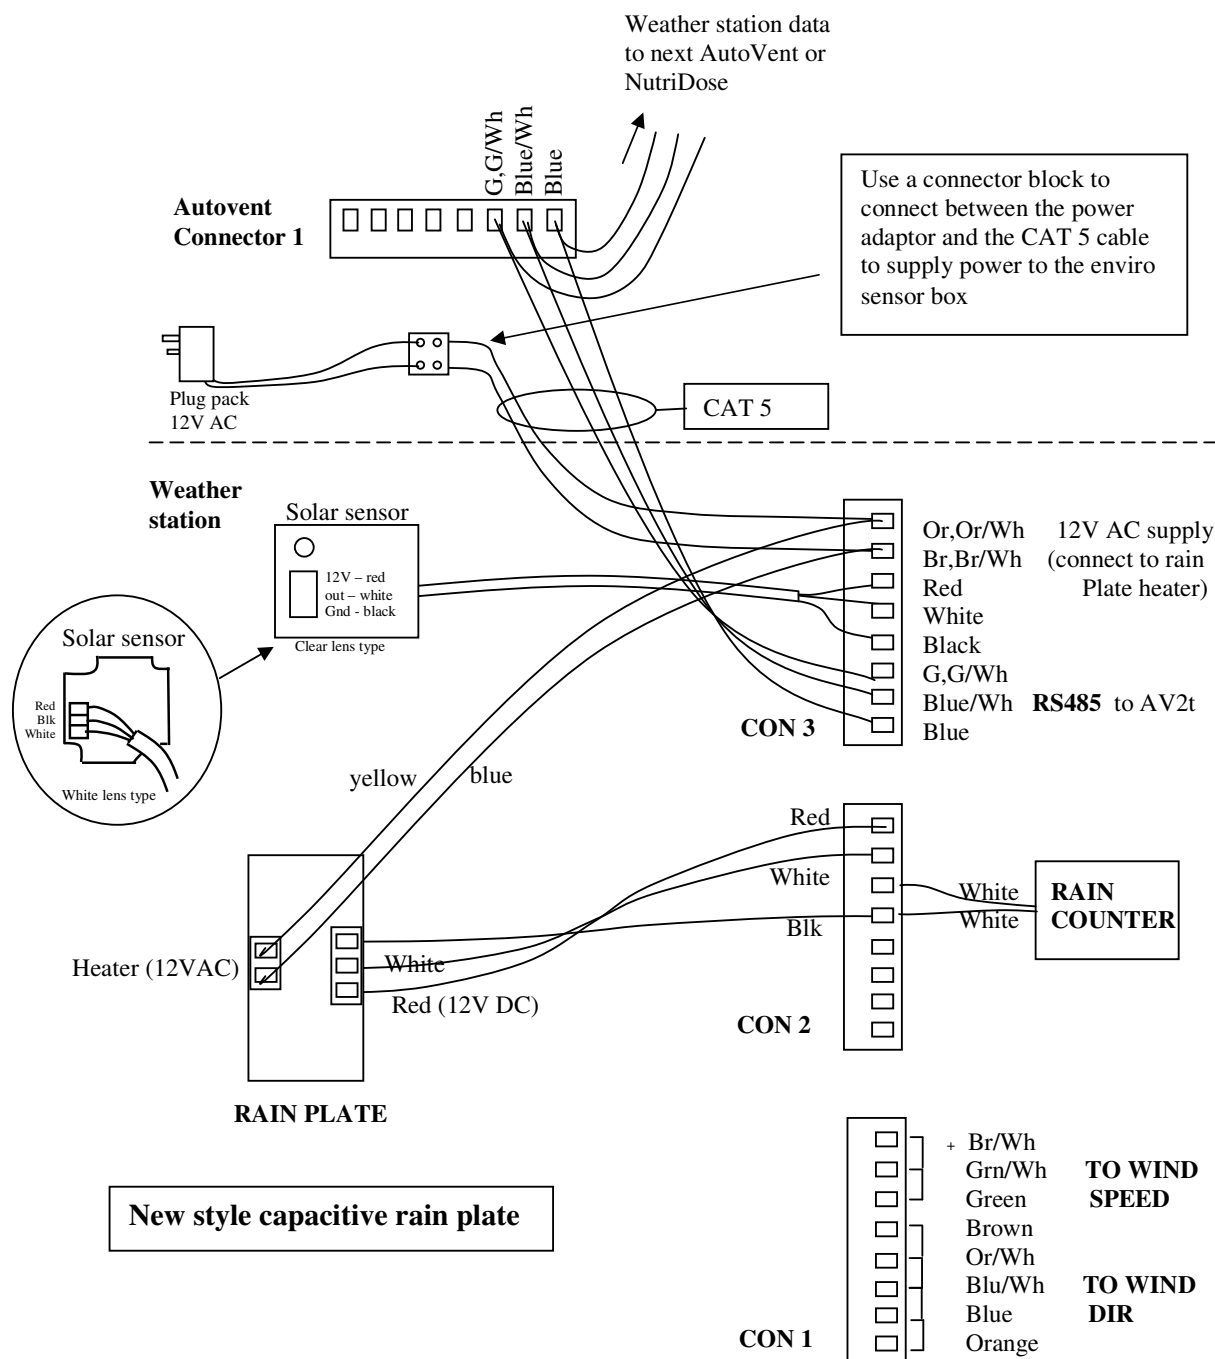 Weather station data
to next AutoVent or
NutriDose
G,G/Wh
Blue/Wh
Blue
Autovent
Connector 1
Use a connector block to
connect between the power
adaptor and the CAT 5 cable
to supply power to the enviro
sensor box
Plug pack
12V AC
CAT 5
Weather
station
Solar sensor
12V – red
out – white
Gnd - black
Clear lens type
Solar sensor
Red
Blk
White
White lens type
Or,Or/Wh 12V AC supply
Br,Br/Wh (connect to rain
Red Plate heater)
White
Black
G,G/Wh
Blue/Wh RS485 to AV2t
Blue
CON 3
yellow
blue
Red
White
Blk
White
White
RAIN
COUNTER
Heater (12VAC)
White
Red (12V DC)
CON 2
RAIN PLATE
New style capacitive rain plate
+ Br/Wh
Grn/Wh TO WIND
Green SPEED
Brown
Or/Wh
Blu/Wh TO WIND
Blue DIR
Orange
CON 1